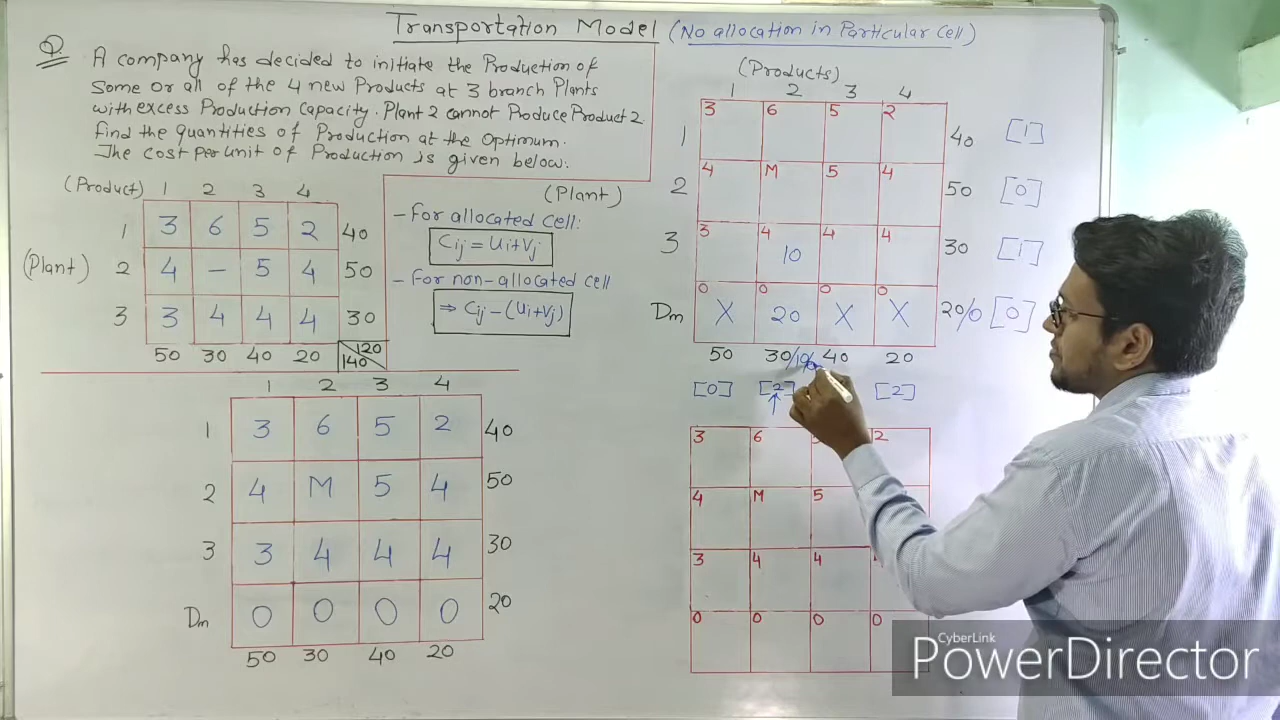 Transportation Model (No allocation in Particular Cell)
Q. A company has decided to initiate the Production of
Some or all of the 4 new Products at 3 branch Plants
with excess Production Capacity. Plant 2 cannot Produce Product 2
find the quantities of Production at the Optimum.
The cost per unit of Production is given below:
(Product) 1 2 3 4
1 3 6 5 2 40
(Plant) 2 4 – 5 4 50
3 3 4 4 4 30
50 30 40 20 120
140
(Plant)
- for allocated cell:
Cij = Ui+Vj
- for non-allocated cell
⇒ Cij - (Ui+Vj)
1 2 3 4
1 3 6 5 2 40
2 4 M 5 4 50
3 3 4 4 4 30
Dm 0 0 0 0 20
50 30 40 20
(Products)
1 2 3 4
1 3 6 5 2 40 [1]
2 4 M 5 4 50 [0]
3 3 4 4 4 30 [1]
10
0 0 0 0
Dm X 20 X X 20/0 [0]
50 30/10/0 40 20
[0] [2] [2]
↑
3 6 2
4 M 5
3 4 4
0 0 0 0
CyberLink
PowerDirector